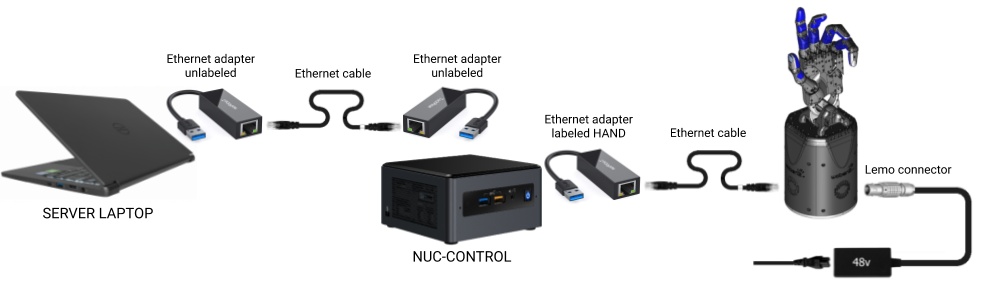 Ethernet adapter
unlabeled
Ethernet cable
Ethernet adapter
unlabeled
Ethernet adapter
labeled HAND
Ethernet cable
Lemo connector
SERVER LAPTOP
NUC-CONTROL
48v